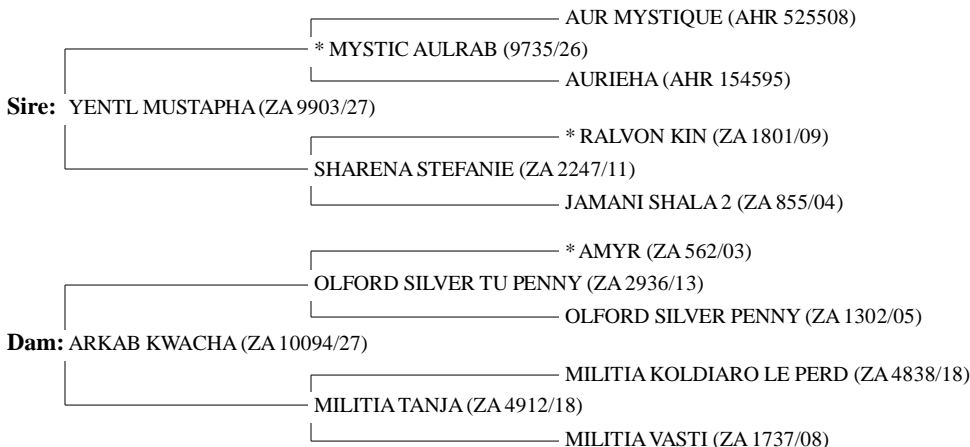 AUR MYSTIQUE (AHR 525508)
* MYSTIC AULRAB (9735/26)
AURIEHA (AHR 154595)
Sire: YENTL MUSTAPHA (ZA 9903/27)
* RALVON KIN (ZA 1801/09)
SHARENA STEFANIE (ZA 2247/11)
JAMANI SHALA 2 (ZA 855/04)
* AMYR (ZA 562/03)
OLFORD SILVER TU PENNY (ZA 2936/13)
OLFORD SILVER PENNY (ZA 1302/05)
Dam: ARKAB KWACHA (ZA 10094/27)
MILITIA KOLDIARO LE PERD (ZA 4838/18)
MILITIA TANJA (ZA 4912/18)
MILITIA VASTI (ZA 1737/08)